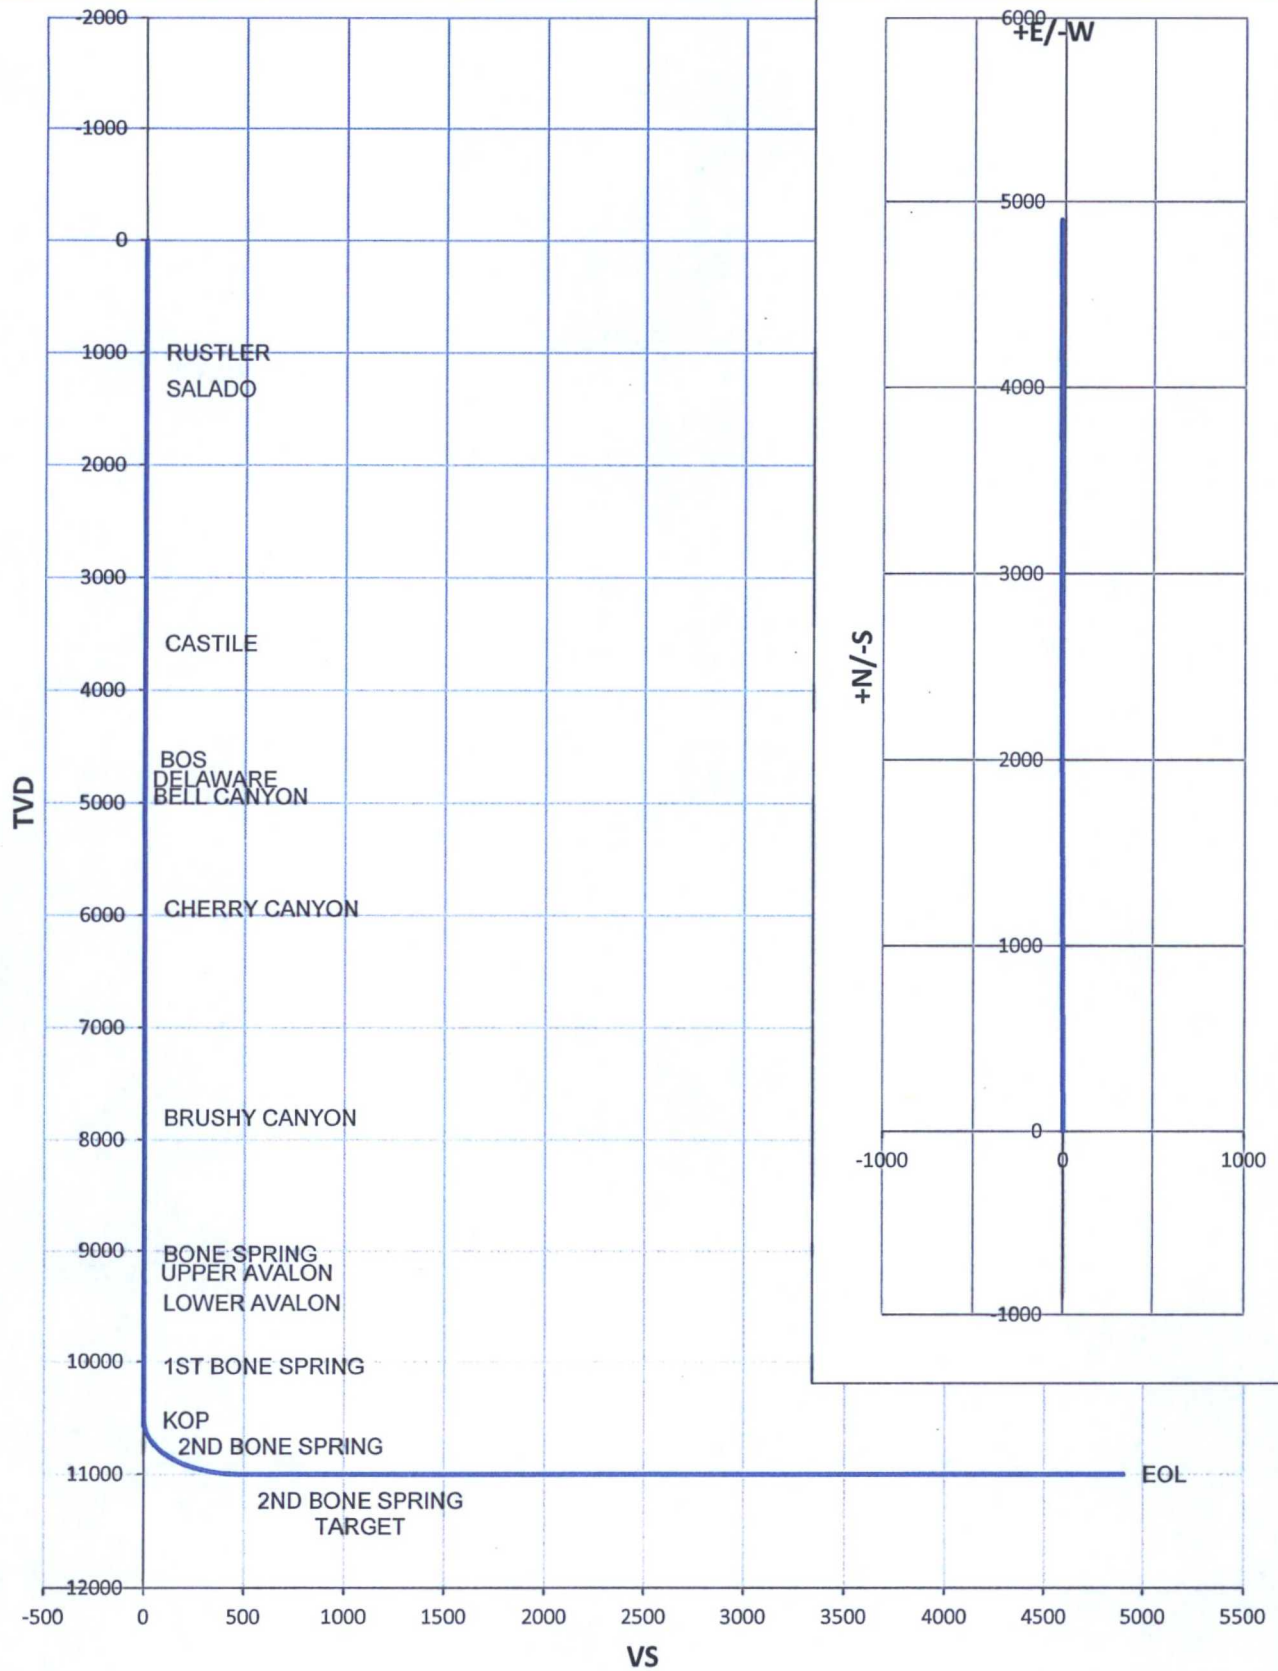 -2000
-1000
0
1000
RUSTLER
SALADO
2000
3000
CASTILE
4000
BOS
DELAWARE
BELL CANYON
5000
CHERRY CANYON
6000
7000
BRUSHY CANYON
8000
9000
BONE SPRING
UPPER AVALON
LOWER AVALON
10000
1ST BONE SPRING
KOP
2ND BONE SPRING
11000
EOL
2ND BONE SPRING
TARGET
12000
-500 0 500 1000 1500 2000 2500 3000 3500 4000 4500 5000 5500
VS
TVD
6000
+E/-W
5000
4000
3000
2000
1000
0
-1000 0 1000
-1000
+N/-S